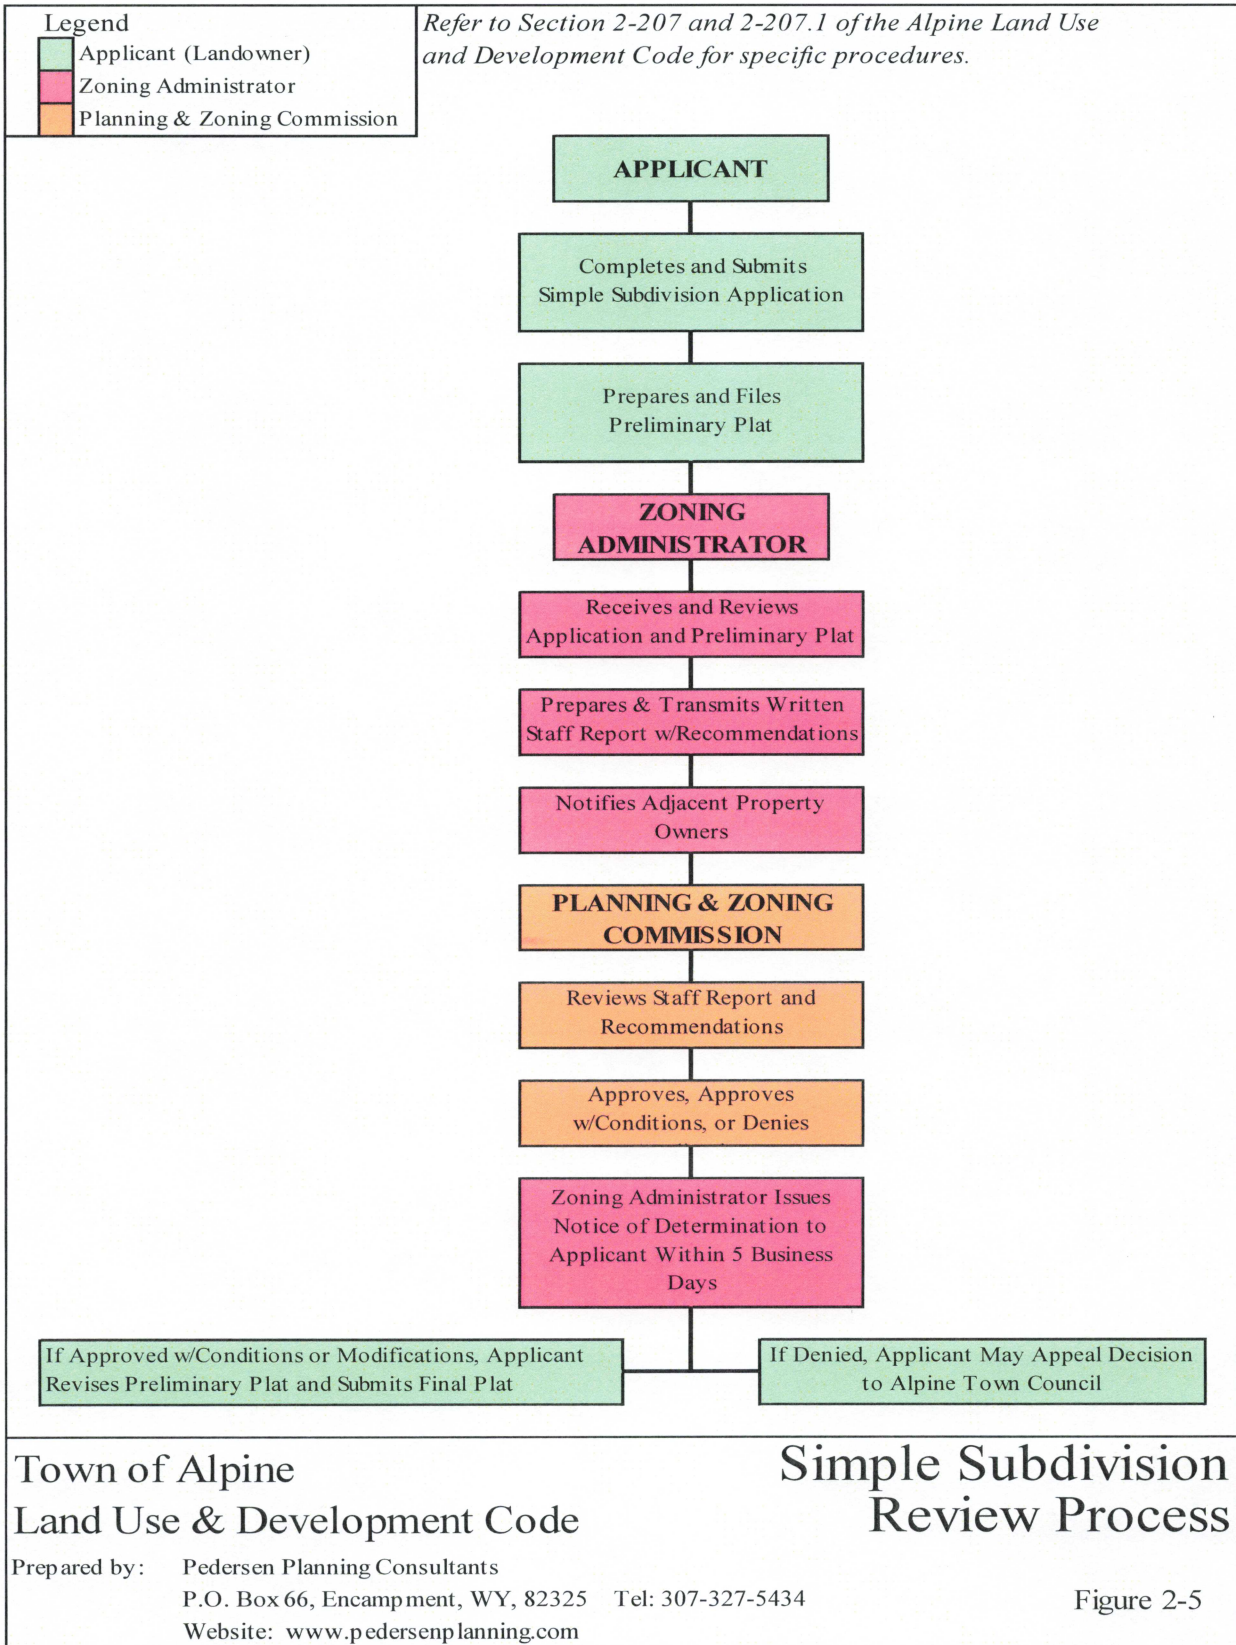 Legend
Applicant (Landowner)
Zoning Administrator
Planning & Zoning Commission
Refer to Section 2-207 and 2-207.1 of the Alpine Land Use
and Development Code for specific procedures.
APPLICANT
Completes and Submits
Simple Subdivision Application
Prepares and Files
Preliminary Plat
ZONING
ADMINISTRATOR
Receives and Reviews
Application and Preliminary Plat
Prepares & Transmits Written
Staff Report w/Recommendations
Notifies Adjacent Property
Owners
PLANNING & ZONING
COMMISSION
Reviews Staff Report and
Recommendations
Approves, Approves
w/Conditions, or Denies
Zoning Administrator Issues
Notice of Determination to
Applicant Within 5 Business
Days
If Approved w/Conditions or Modifications, Applicant
Revises Preliminary Plat and Submits Final Plat
If Denied, Applicant May Appeal Decision
to Alpine Town Council
Town of Alpine
Land Use & Development Code
Simple Subdivision
Review Process
Prepared by: Pedersen Planning Consultants
P.O. Box 66, Encampment, WY, 82325 Tel: 307-327-5434
Website: www.pedersenplanning.com
Figure 2-5